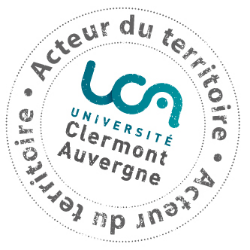 Acteur du territoire • Acteur du territoire •
uca
UNIVERSITÉ
Clermont
Auvergne